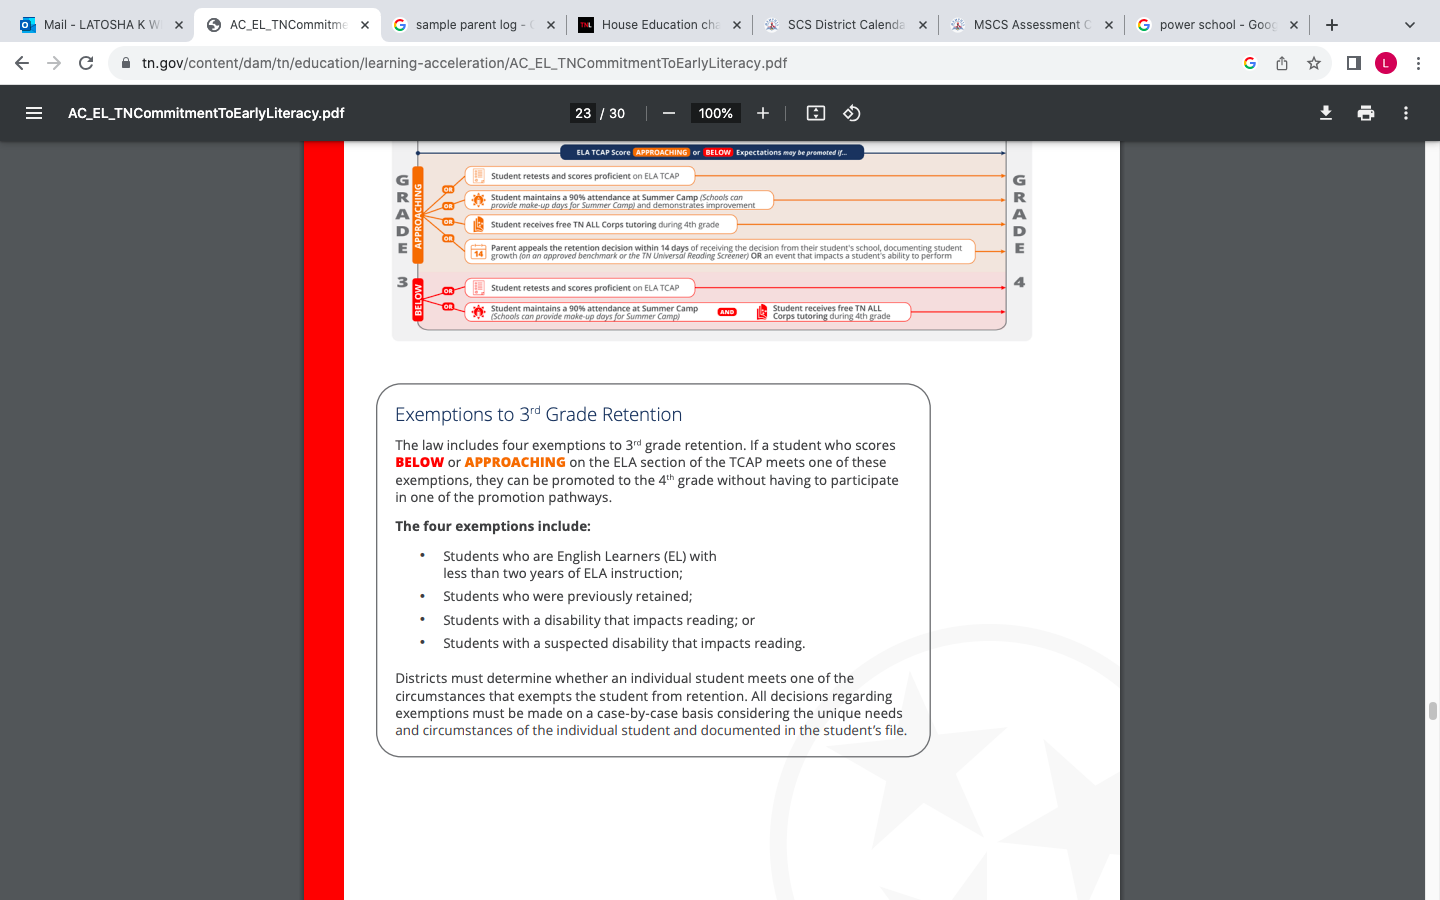 Mail - LATOSHA K W
AC_EL_TNCommitme
sample parent log -
House Education cha
SCS District Calenda
MSCS Assessment C
power school - Goog
tn.gov/content/dam/tn/education/learning-acceleration/AC_EL_TNCommitmentToEarlyLiteracy.pdf
L
AC_EL_TNCommitmentToEarlyLiteracy.pdf
23 / 30
100%
ELA TCAP Score APPROACHING or BELOW Expectations may be promoted if...
GRADE 3
APPROACHING
OR
Student retests and scores proficient on ELA TCAP
OR
Student maintains a 90% attendance at Summer Camp (Schools can
provide make-up days for Summer Camp) and demonstrates improvement
OR
Student receives free TN ALL Corps tutoring during 4th grade
OR
14
Parent appeals the retention decision within 14 days of receiving the decision from their student's school, documenting student
growth (on an approved benchmark or the TN Universal Reading Screener) OR an event that impacts a student's ability to perform
BELOW
OR
Student retests and scores proficient on ELA TCAP
OR
Student maintains a 90% attendance at Summer Camp
(Schools can provide make-up days for Summer Camp)
AND
Student receives free TN ALL
Corps tutoring during 4th grade
GRADE 4
Exemptions to 3rd Grade Retention
The law includes four exemptions to 3rd grade retention. If a student who scores
BELOW or APPROACHING on the ELA section of the TCAP meets one of these
exemptions, they can be promoted to the 4th grade without having to participate
in one of the promotion pathways.
The four exemptions include:
• Students who are English Learners (EL) with
less than two years of ELA instruction;
• Students who were previously retained;
• Students with a disability that impacts reading; or
• Students with a suspected disability that impacts reading.
Districts must determine whether an individual student meets one of the
circumstances that exempts the student from retention. All decisions regarding
exemptions must be made on a case-by-case basis considering the unique needs
and circumstances of the individual student and documented in the student's file.